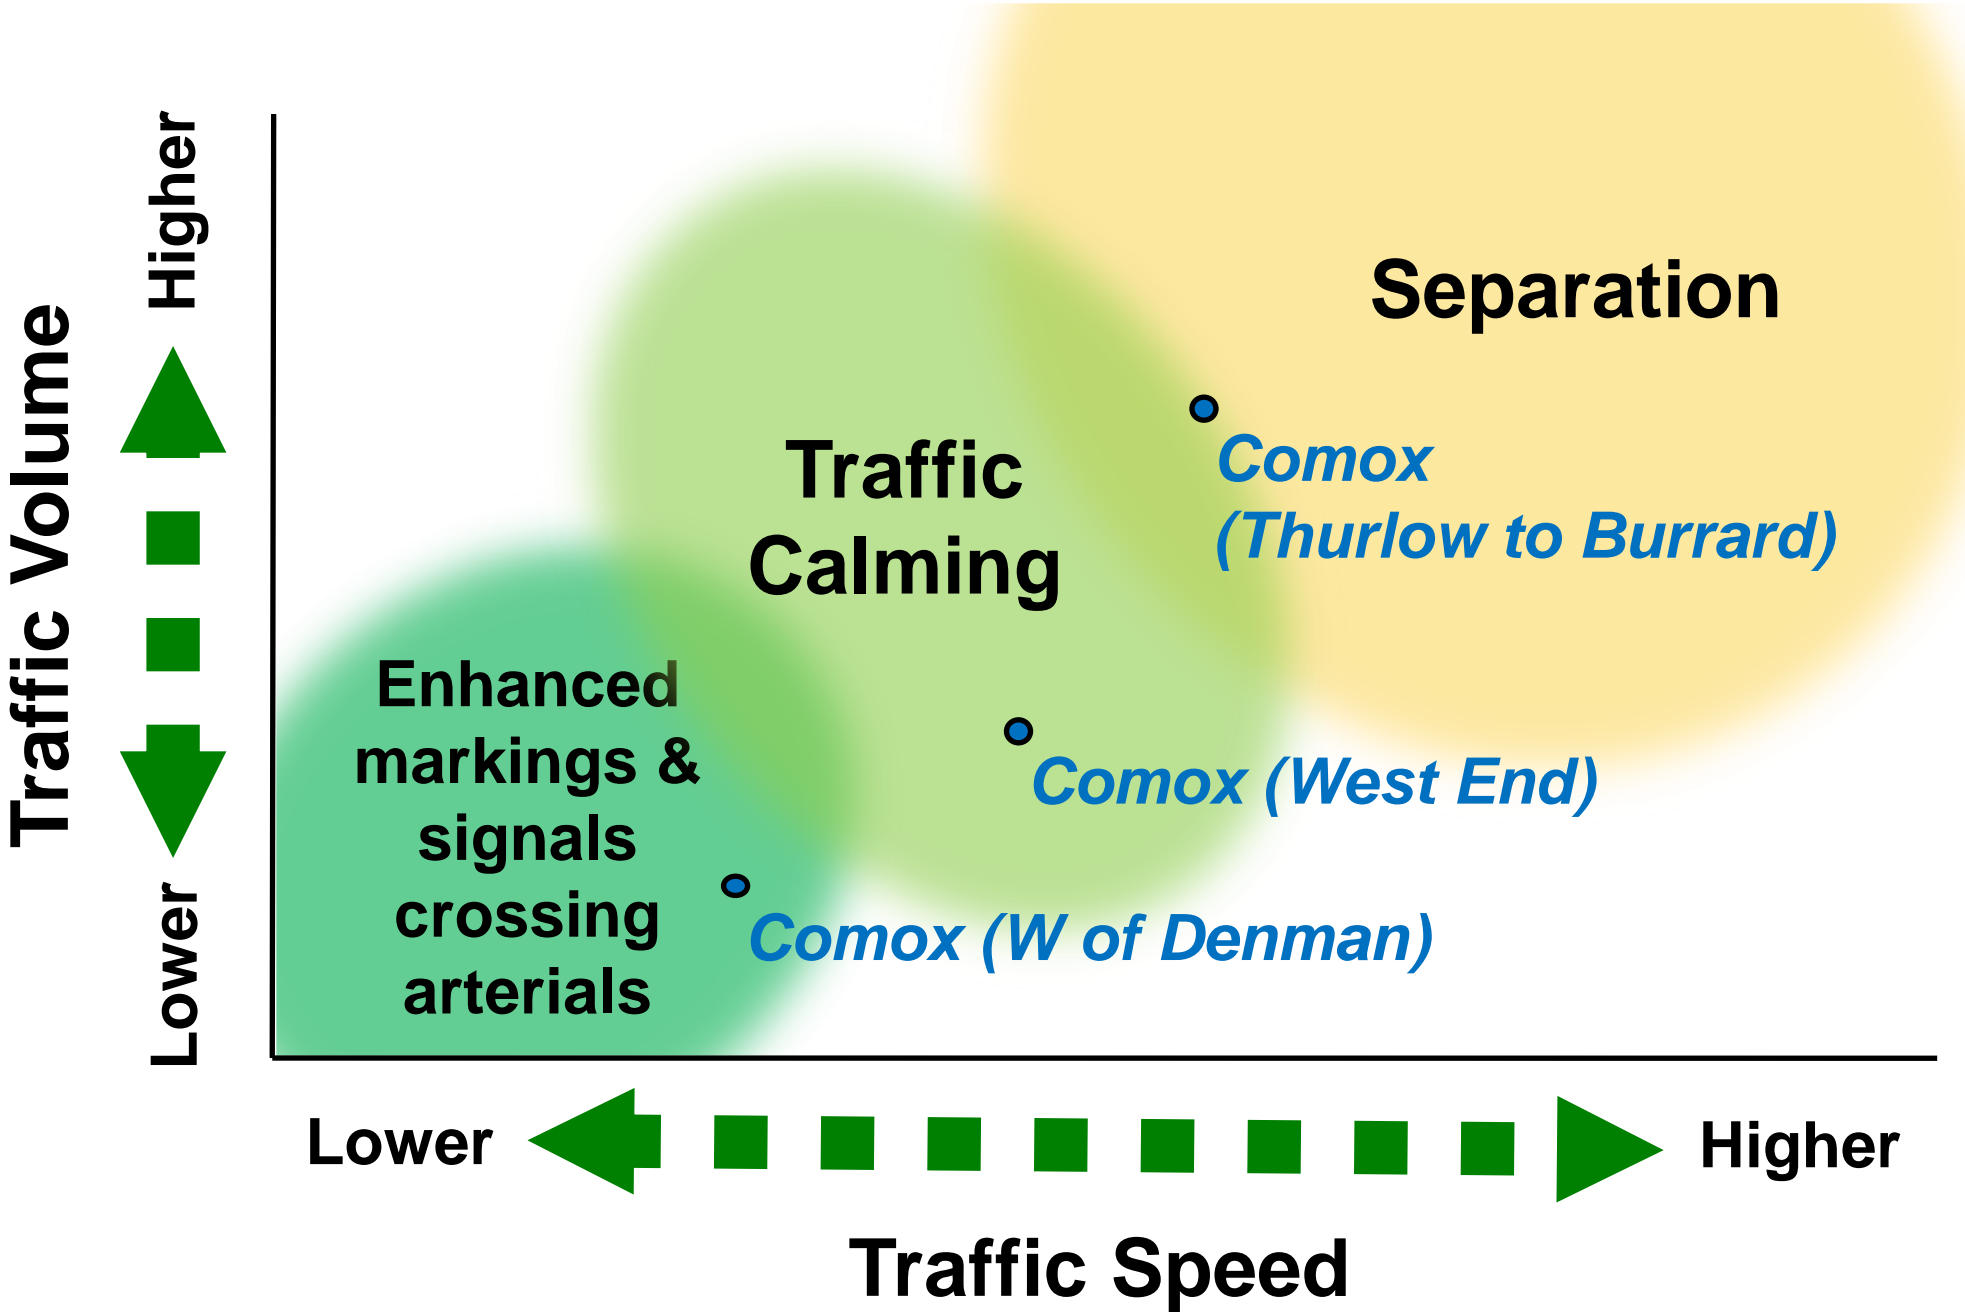 Higher
Traffic Volume
Lower
Separation
Traffic
Calming
Comox
(Thurlow to Burrard)
Enhanced
markings &
signals
crossing
arterials
Comox (West End)
Comox (W of Denman)
Lower
Higher
Traffic Speed